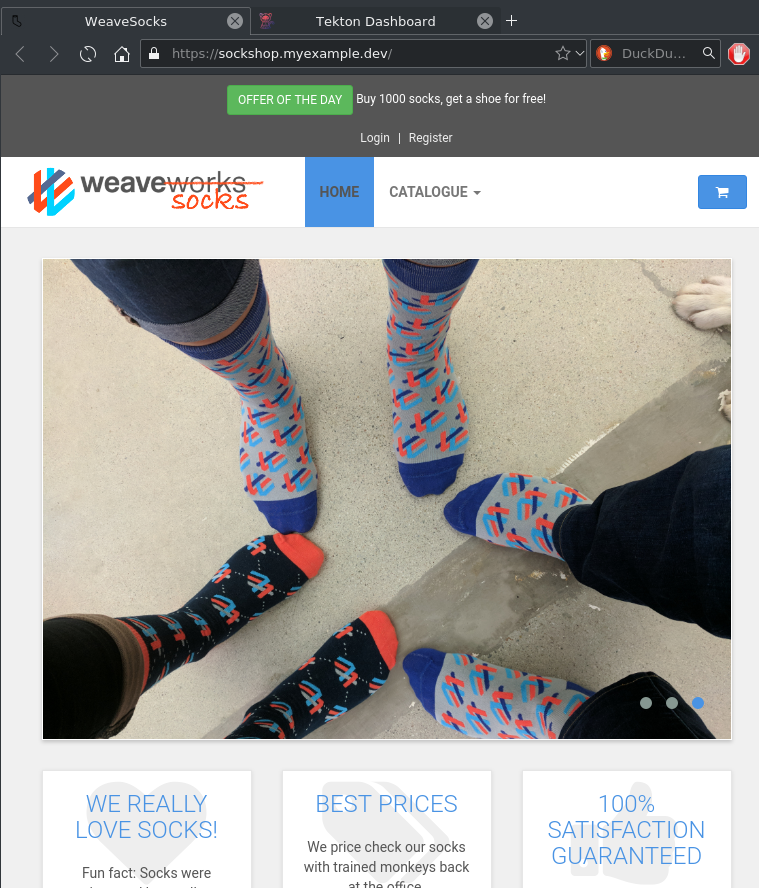 WeaveSocks
Tekton Dashboard
https://sockshop.myexample.dev/
DuckDu...
OFFER OF THE DAY Buy 1000 socks, get a shoe for free!
Login | Register
weaveworks
socks
HOME
CATALOGUE
WE REALLY
LOVE SOCKS!
Fun fact: Socks were
BEST PRICES
We price check our socks
with trained monkeys back
at the office
100%
SATISFACTION
GUARANTEED